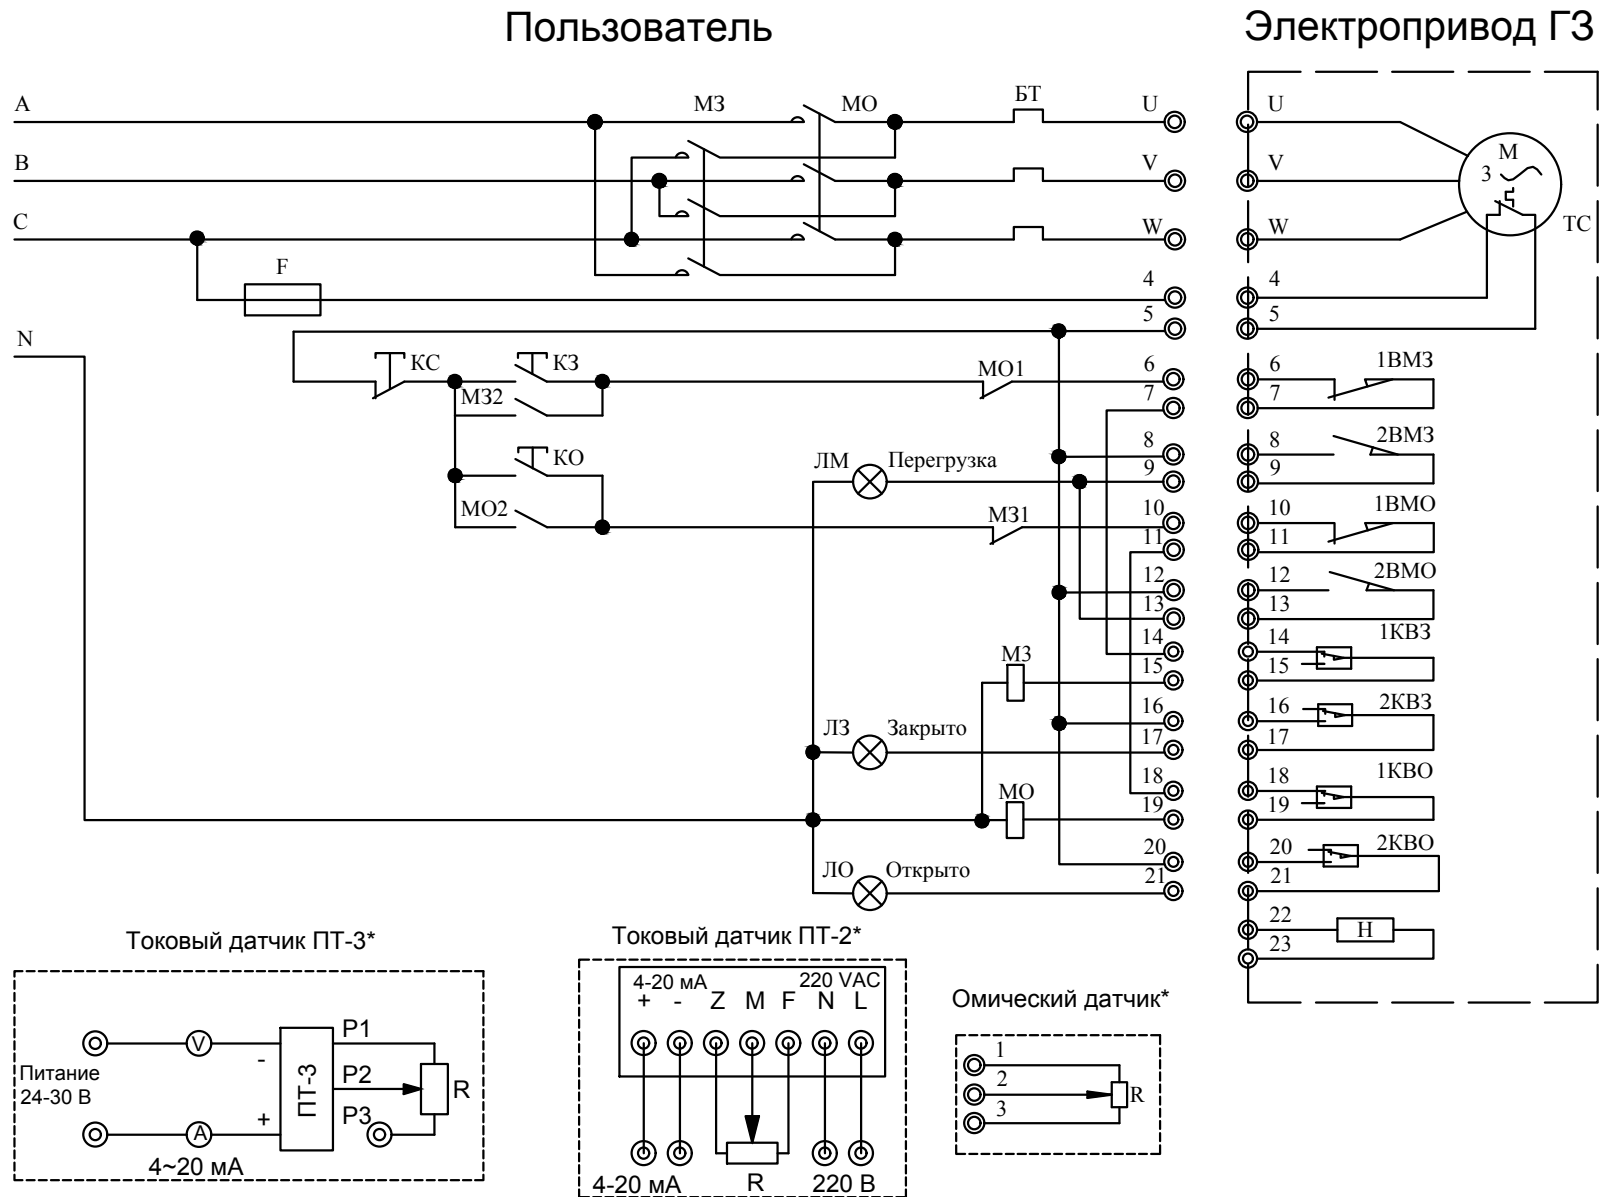 Пользователь
Электропривод ГЗ
A
МЗ
МО
БТ
U
U
B
V
V
M
3
C
W
W
ТС
F
4
4
5
5
N
КС
КЗ
МО1
6
6
1ВМЗ
МЗ2
7
7
КО
ЛМ
Перегрузка
8
8
2ВМЗ
9
9
МО2
МЗ1
10
10
1ВМО
11
11
12
12
2ВМО
13
13
14
14
1КВЗ
МЗ
15
15
16
16
2КВЗ
ЛЗ
Закрыто
17
17
18
18
1КВО
МО
19
19
20
20
2КВО
ЛО
Открыто
21
21
22
Н
23
Токовый датчик ПТ-3*
Питание
24-30 В
V
A
-
+
ПТ-3
P1
P2
P3
R
4~20 мА
Токовый датчик ПТ-2*
4-20 мА
220 VAC
+ - Z M F N L
4-20 мА
R
220 В
Омический датчик*
1
2
3
R